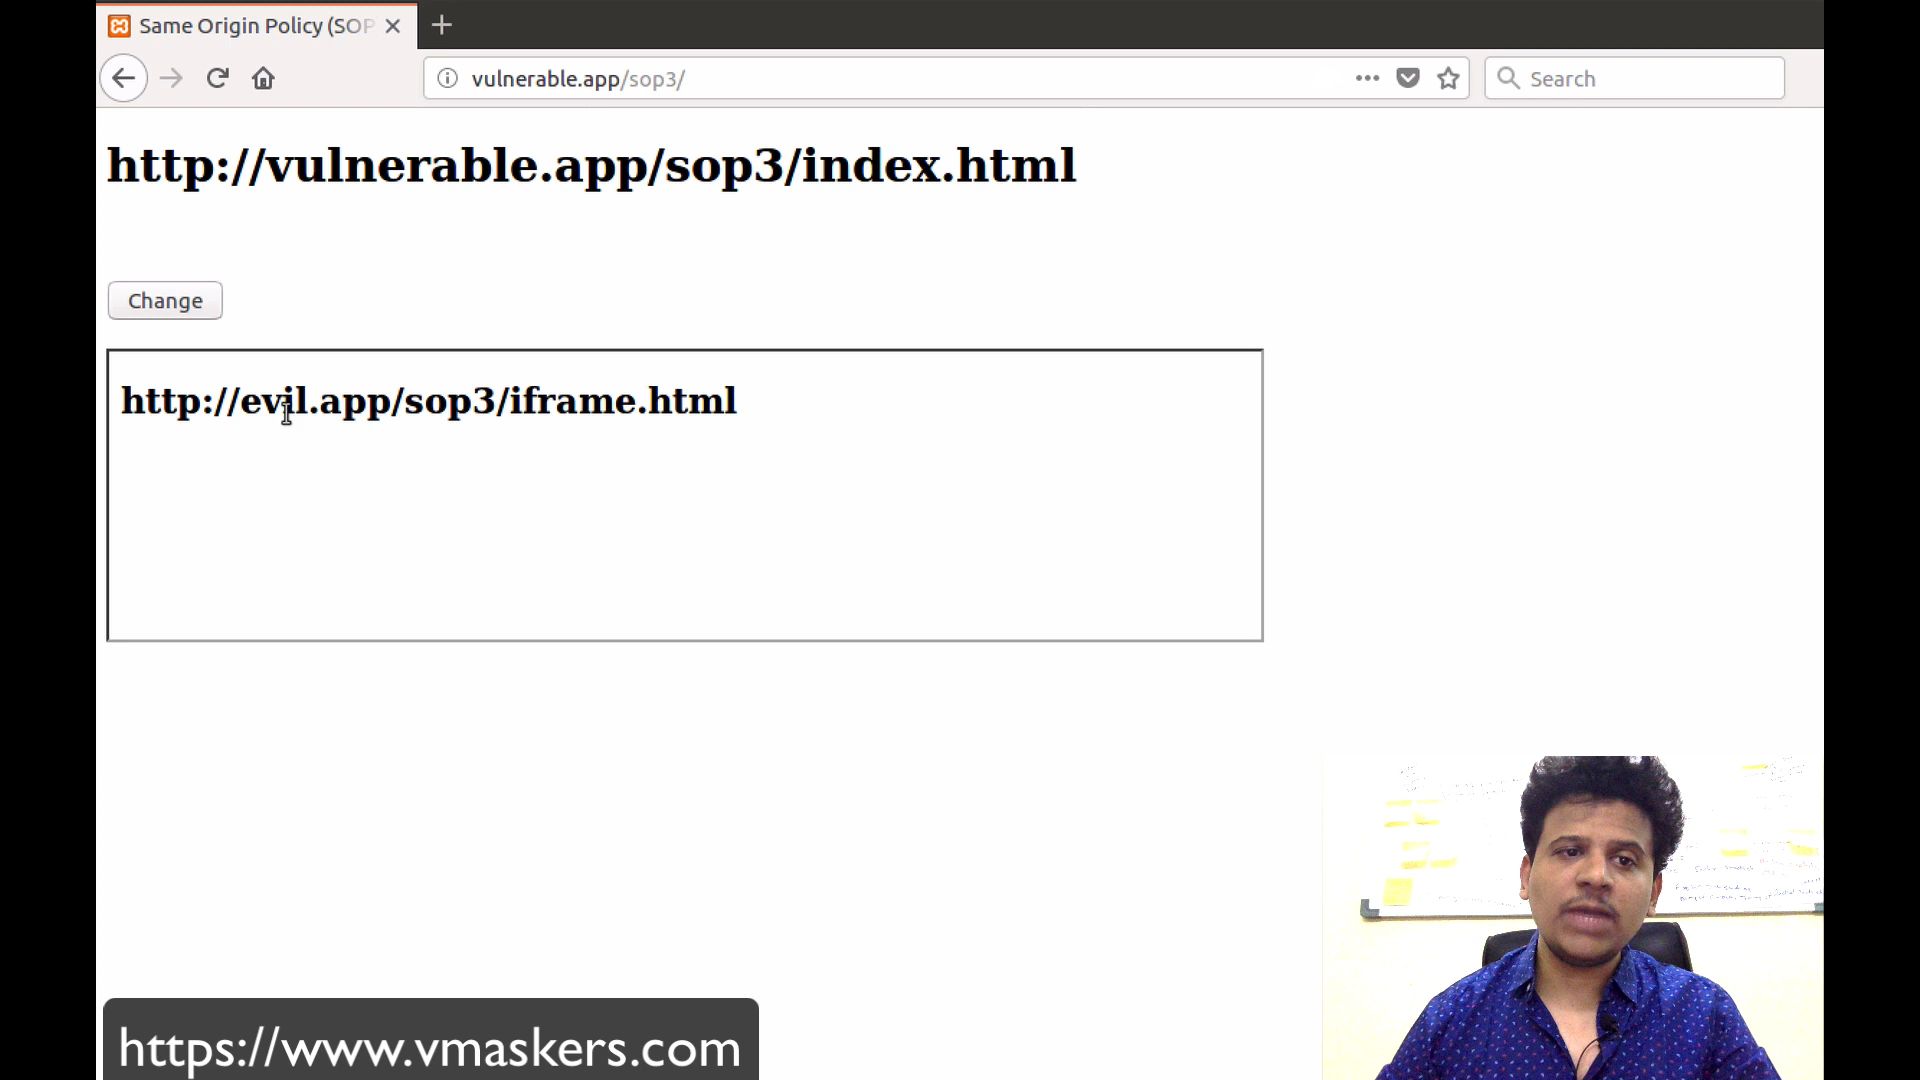 Same Origin Policy (SOP
vulnerable.app/sop3/
Search
http://vulnerable.app/sop3/index.html
Change
http://evil.app/sop3/iframe.html
https://www.vmaskers.com